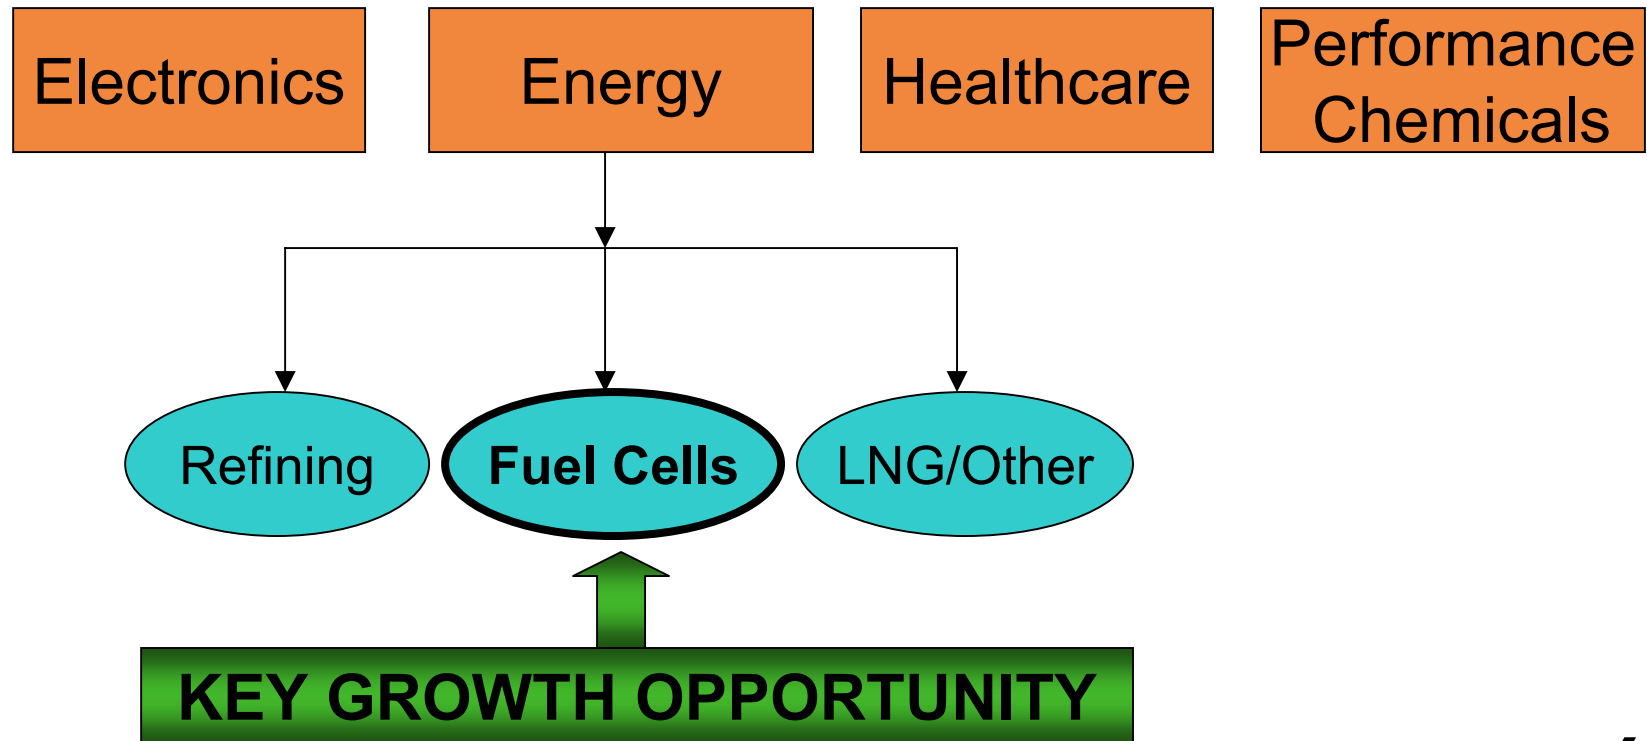 Electronics
Energy
Healthcare
Performance
Chemicals
Refining
Fuel Cells
LNG/Other
KEY GROWTH OPPORTUNITY